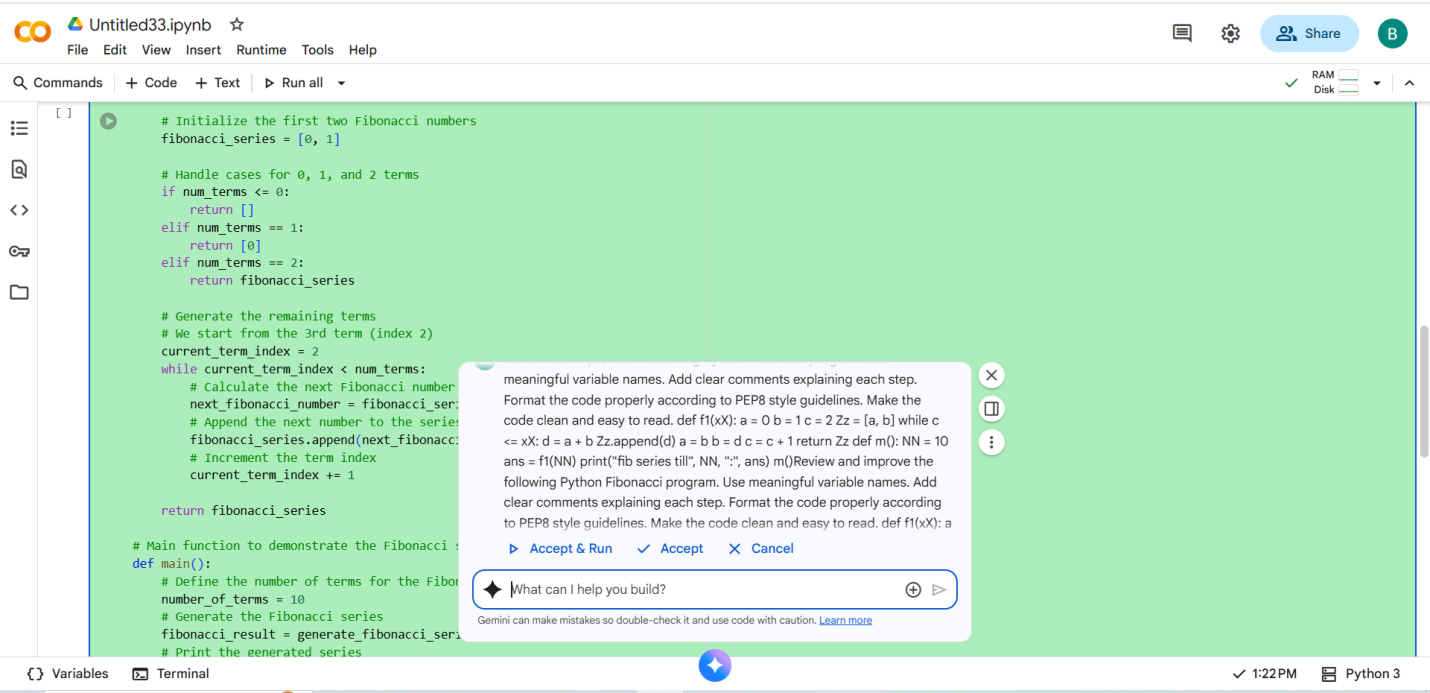 CO Untitled33.ipynb
File Edit View Insert Runtime Tools Help
Share B
Commands + Code + Text Run all
RAM
Disk
[ ]
# Initialize the first two Fibonacci numbers
fibonacci_series = [0, 1]
# Handle cases for 0, 1, and 2 terms
if num_terms <= 0:
return []
elif num_terms == 1:
return [0]
elif num_terms == 2:
return fibonacci_series
# Generate the remaining terms
# We start from the 3rd term (index 2)
current_term_index = 2
while current_term_index < num_terms:
# Calculate the next Fibonacci number
next_fibonacci_number = fibonacci_ser
# Append the next number to the series
fibonacci_series.append(next_fibonacc
# Increment the term index
current_term_index += 1
return fibonacci_series
# Main function to demonstrate the Fibonacci s
def main():
# Define the number of terms for the Fibon
number_of_terms = 10
# Generate the Fibonacci series
fibonacci_result = generate_fibonacci_seri
# Print the generated series
meaningful variable names. Add clear comments explaining each step.
Format the code properly according to PEP8 style guidelines. Make the
code clean and easy to read. def f1(xX): a = 0 b = 1 c = 2 Zz = [a, b] while c
<= xX: d = a + b Zz.append(d) a = b b = d c = c + 1 return Zz def m(): NN = 10
ans = f1(NN) print("fib series till", NN, ":", ans) m()Review and improve the
following Python Fibonacci program. Use meaningful variable names. Add
clear comments explaining each step. Format the code properly according
to PEP8 style guidelines. Make the code clean and easy to read. def f1(xX): a
Accept & Run Accept Cancel
What can I help you build?
Gemini can make mistakes so double-check it and use code with caution. Learn more
{} Variables Terminal
1:22 PM Python 3